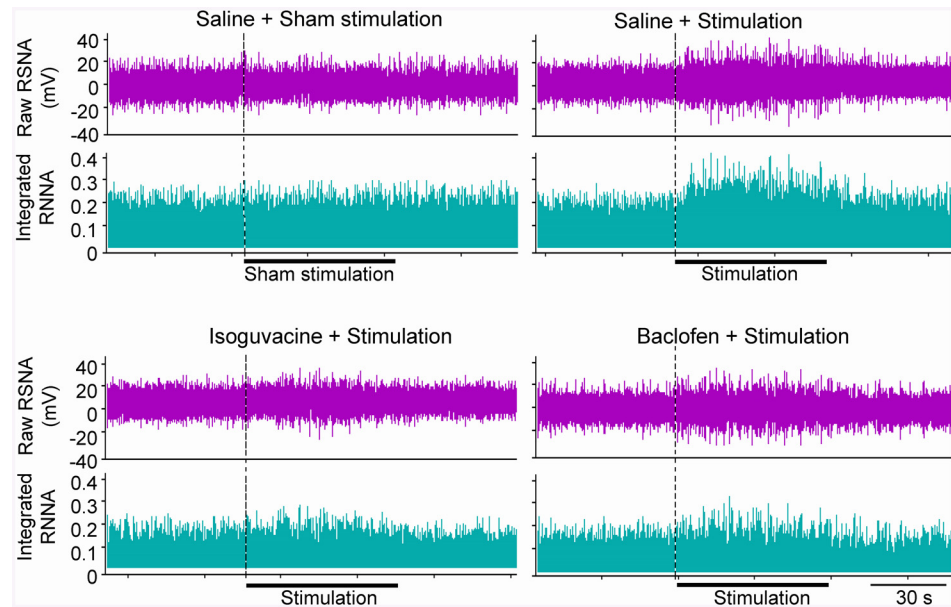 Saline + Sham stimulation
Saline + Stimulation
Raw RSNA
(mV)
40
20
0
-20
-40
Integrated
RNNA
0.4
0.3
0.2
0.1
0
Sham stimulation
Stimulation
Isoguvacine + Stimulation
Baclofen + Stimulation
Raw RSNA
(mV)
40
20
0
-20
-40
Integrated
RNNA
0.4
0.3
0.2
0.1
0
Stimulation
Stimulation
30 s